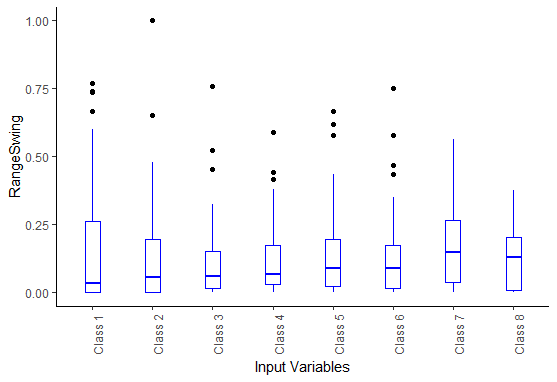 1.00
0.75
0.50
0.25
0.00
RangeSwing
Class 1
Class 2
Class 3
Class 4
Class 5
Class 6
Class 7
Class 8
Input Variables